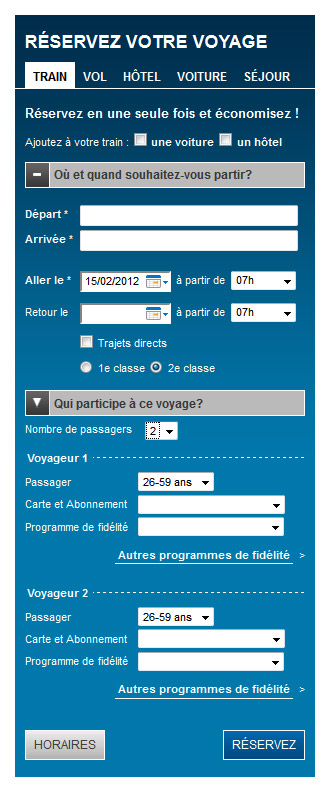 RÉSERVEZ VOTRE VOYAGE
TRAIN VOL HÔTEL VOITURE SÉJOUR
Réservez en une seule fois et économisez !
Ajoutez à votre train : une voiture un hôtel
Où et quand souhaitez-vous partir?
Départ *
Arrivée *
Aller le * 15/02/2012 à partir de 07h
Retour le à partir de 07h
Trajets directs
1e classe 2e classe
Qui participe à ce voyage?
Nombre de passagers 2
Voyageur 1
Passager 26-59 ans
Carte et Abonnement
Programme de fidélité
Autres programmes de fidélité >
Voyageur 2
Passager 26-59 ans
Carte et Abonnement
Programme de fidélité
Autres programmes de fidélité >
HORAIRES RÉSERVEZ